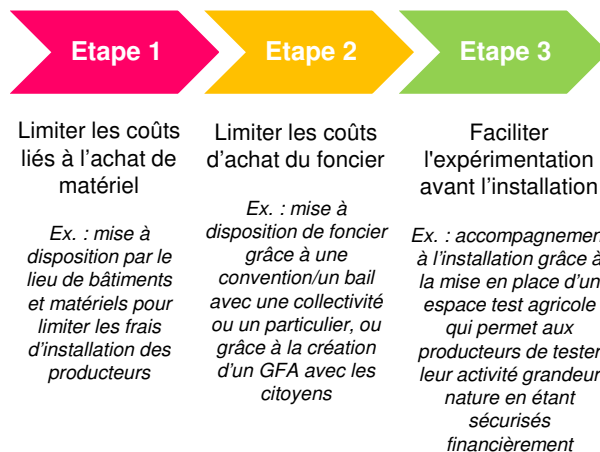 Etape 1
Limiter les coûts
liés à l'achat de
matériel
Ex. : mise à
disposition par le
lieu de bâtiments
et matériels pour
limiter les frais
d'installation des
producteurs
Etape 2
Limiter les coûts
d'achat du foncier
Ex. : mise à
disposition de foncier
grâce à une
convention/un bail
avec une collectivité
ou un particulier, ou
grâce à la création
d'un GFA avec les
citoyens
Etape 3
Faciliter
l'expérimentation
avant l'installation
Ex. : accompagnemen
à l'installation grâce à
la mise en place d'un
espace test agricole
qui permet aux
producteurs de tester
leur activité grandeur
nature en étant
sécurisés
financièrement